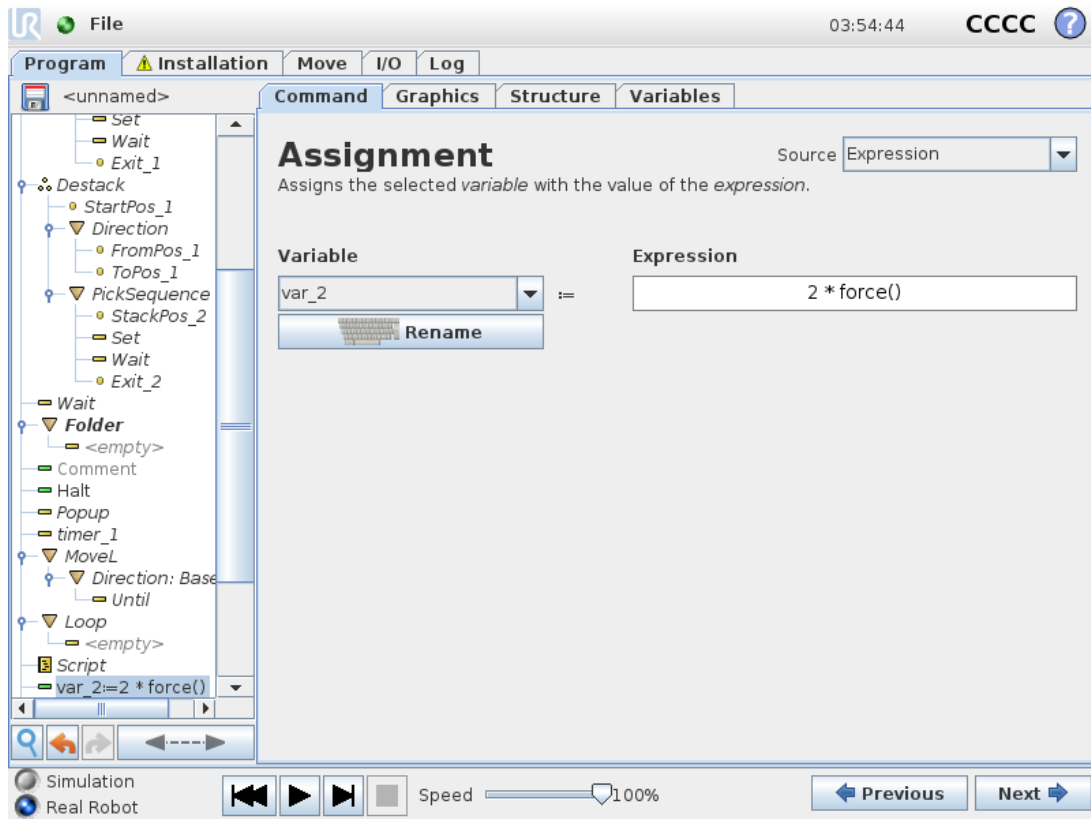 UR File 03:54:44 CCCC ?
Program Installation Move I/O Log
<unnamed> Command Graphics Structure Variables
Set
Wait
Exit_1
Destack
StartPos_1
Direction
FromPos_1
ToPos_1
PickSequence
StackPos_2
Set
Wait
Exit_2
Wait
Folder
<empty>
Comment
Halt
Popup
timer_1
MoveL
Direction: Base
Until
Loop
<empty>
Script
var_2:=2 * force()
Assignment
Source Expression
Assigns the selected variable with the value of the expression.
Variable Expression
var_2 := 2 * force()
Rename
Simulation
Real Robot
Speed 100%
Previous Next